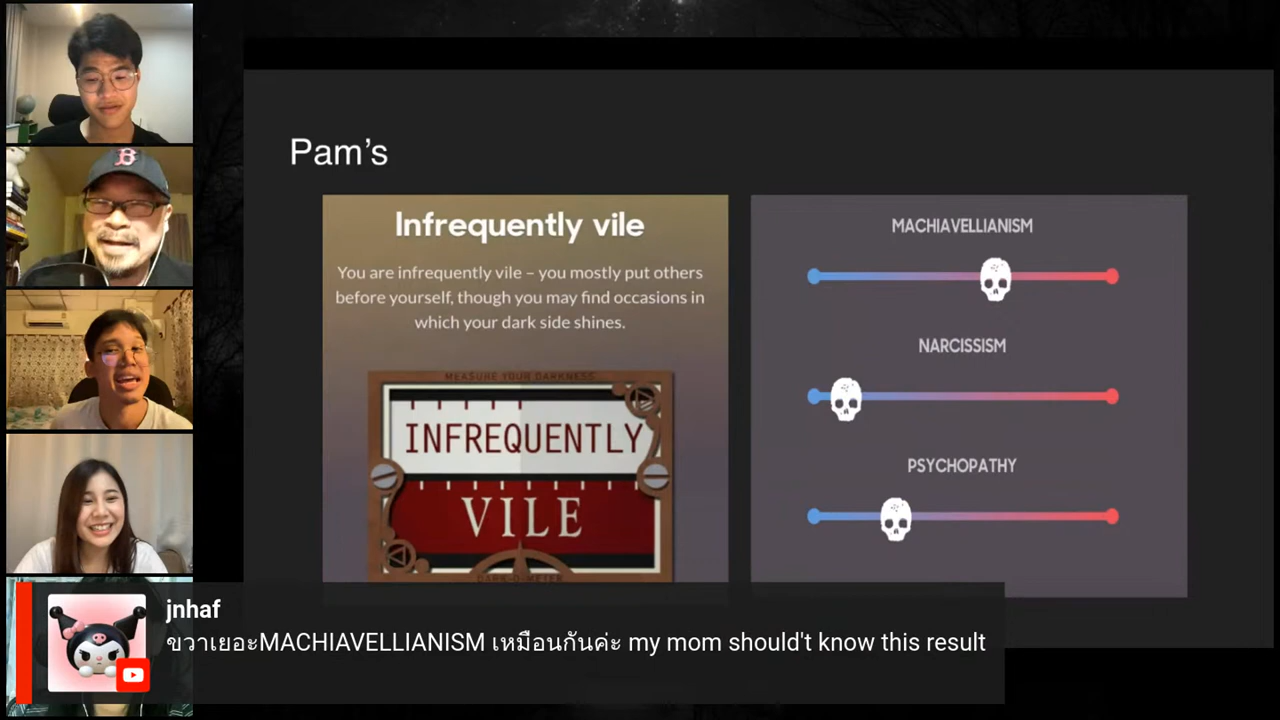 B
Pam's
Infrequently vile
You are infrequently vile – you mostly put others
before yourself, though you may find occasions in
which your dark side shines.
MEASURE YOUR DARKNESS
INFREQUENTLY
VILE
DARK-O-METER
MACHIAVELLIANISM
NARCISSISM
PSYCHOPATHY
jnhaf
ขวาเยอะMACHIAVELLIANISM เหมือนกันค่ะ my mom should't know this result